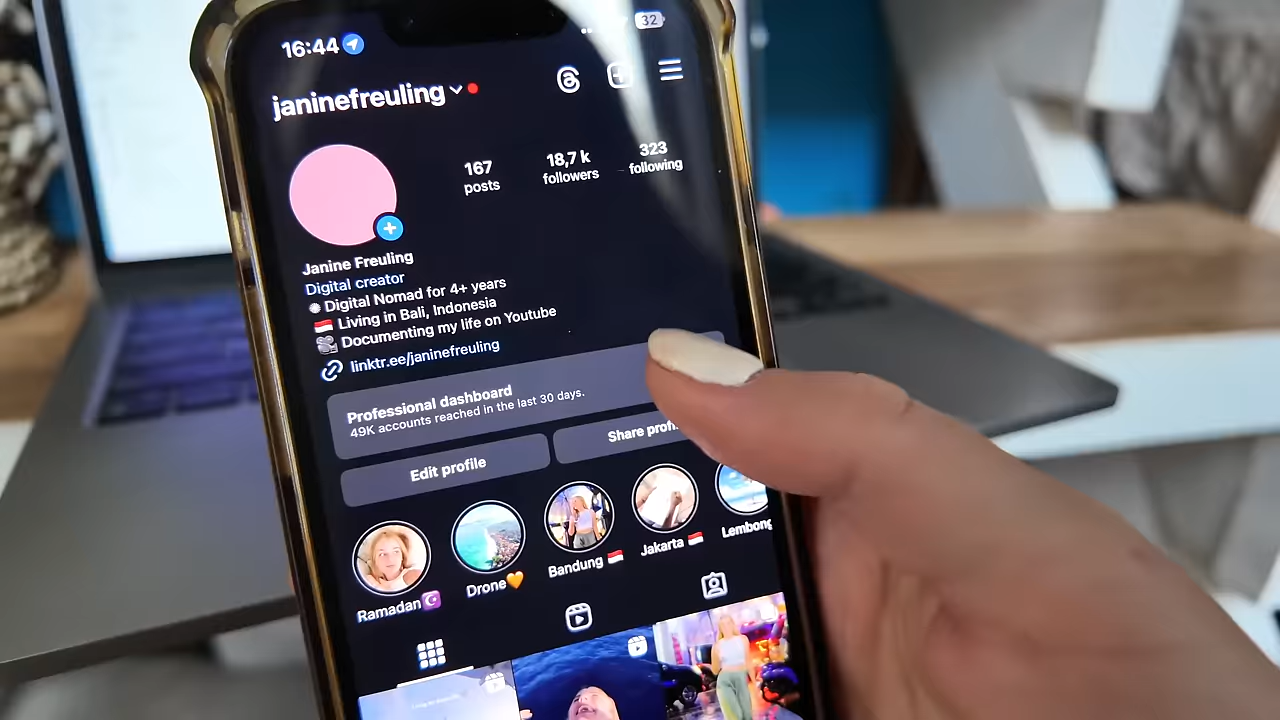 16:44
32
janinefreuling
167 posts
18,7 k followers
323 following
Janine Freuling
Digital creator
✺ Digital Nomad for 4+ years
🇮🇩 Living in Bali, Indonesia
📽 Documenting my life on Youtube
linktr.ee/janinefreuling
Professional dashboard
49K accounts reached in the last 30 days.
Edit profile
Share profi
Ramadan☪️
Drone🧡
Bandung 🇮🇩
Jakarta 🇮🇩
Lembong